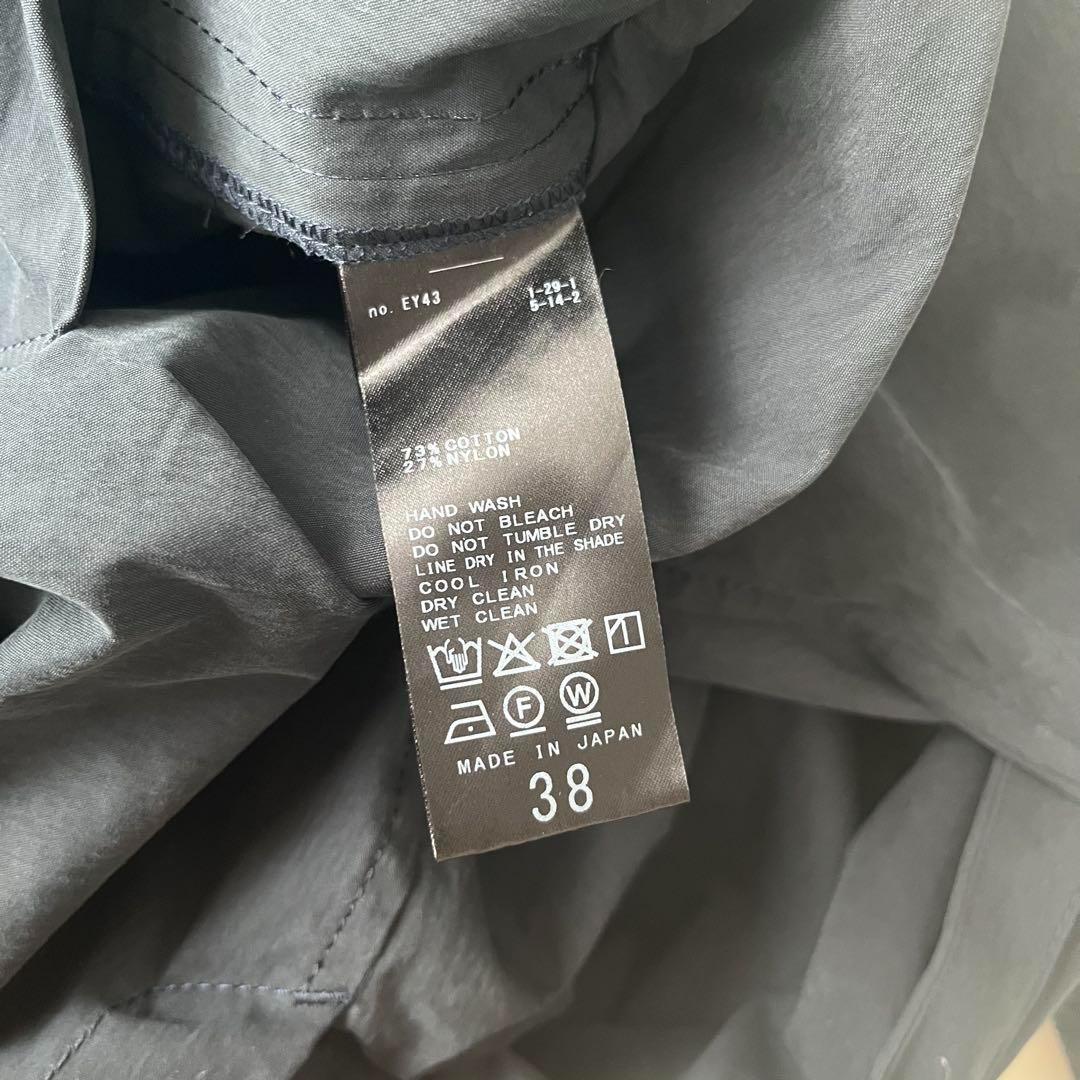 no. EY43
1-29-1
5-14-2
73% COTTON
27% NYLON
HAND WASH
DO NOT BLEACH
DO NOT TUMBLE DRY
LINE DRY IN THE SHADE
COOL IRON
DRY CLEAN
WET CLEAN
F W
MADE IN JAPAN
38